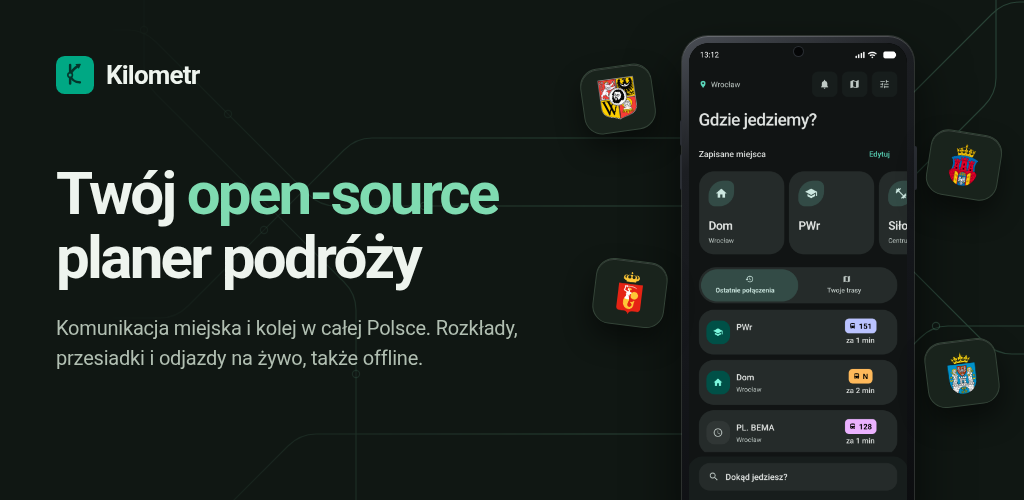 Kilometr
Twój open-source
planer podróży
Komunikacja miejska i kolej w całej Polsce. Rozkłady,
przesiadki i odjazdy na żywo, także offline.
13:12
Wrocław
Gdzie jedziemy?
Zapisane miejsca Edytuj
Dom PWr Siło
Wrocław Centru
Ostatnie połączenia Twoje trasy
PWr 151
za 1 min
Dom N
Wrocław za 2 min
PL. BEMA 128
Wrocław za 1 min
Dokąd jedziesz?